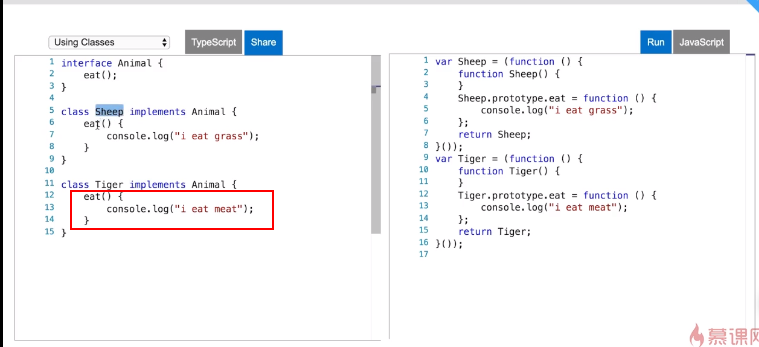 Using Classes TypeScript Share Run JavaScript
1 interface Animal {
2 eat();
3 }
4
5 class Sheep implements Animal {
6 eat() {
7 console.log("i eat grass");
8 }
9 }
10
11 class Tiger implements Animal {
12 eat() {
13 console.log("i eat meat");
14 }
15 }
1 var Sheep = (function () {
2 function Sheep() {
3 }
4 Sheep.prototype.eat = function () {
5 console.log("i eat grass");
6 };
7 return Sheep;
8 }());
9 var Tiger = (function () {
10 function Tiger() {
11 }
12 Tiger.prototype.eat = function () {
13 console.log("i eat meat");
14 };
15 return Tiger;
16 }());
17
慕课网